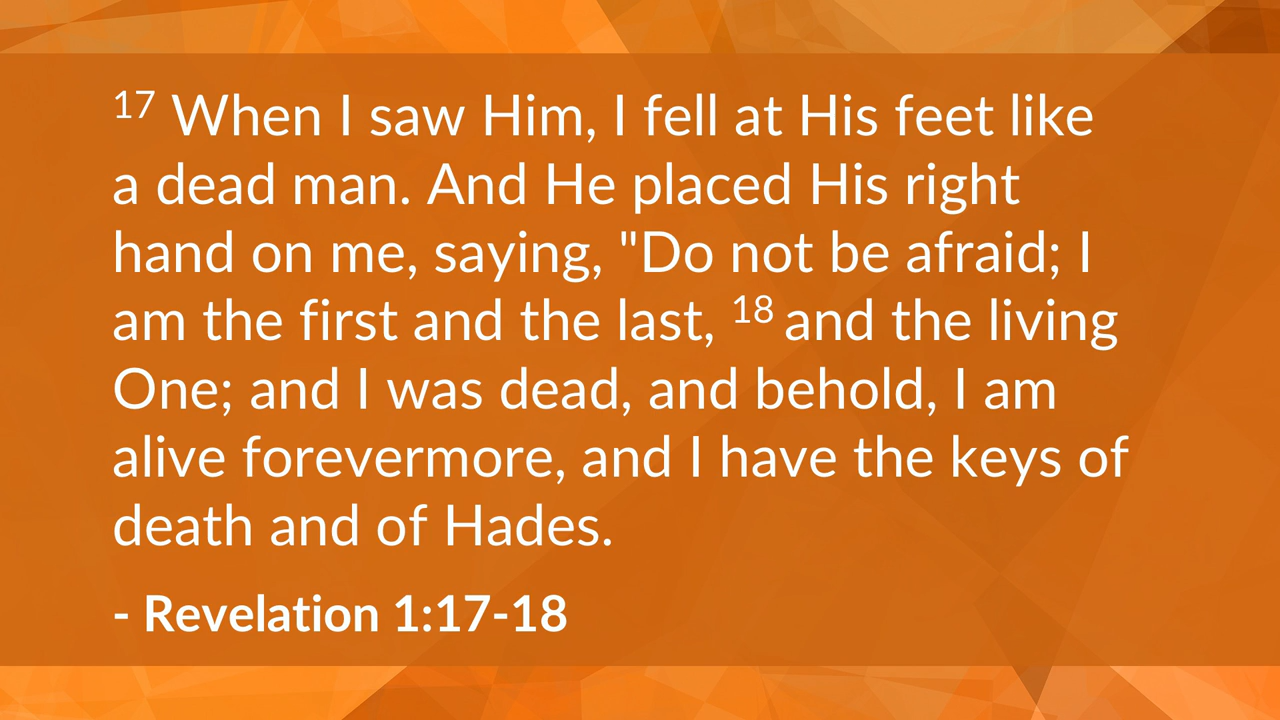 17 When I saw Him, I fell at His feet like
a dead man. And He placed His right
hand on me, saying, "Do not be afraid; I
am the first and the last, 18 and the living
One; and I was dead, and behold, I am
alive forevermore, and I have the keys of
death and of Hades.
- Revelation 1:17-18